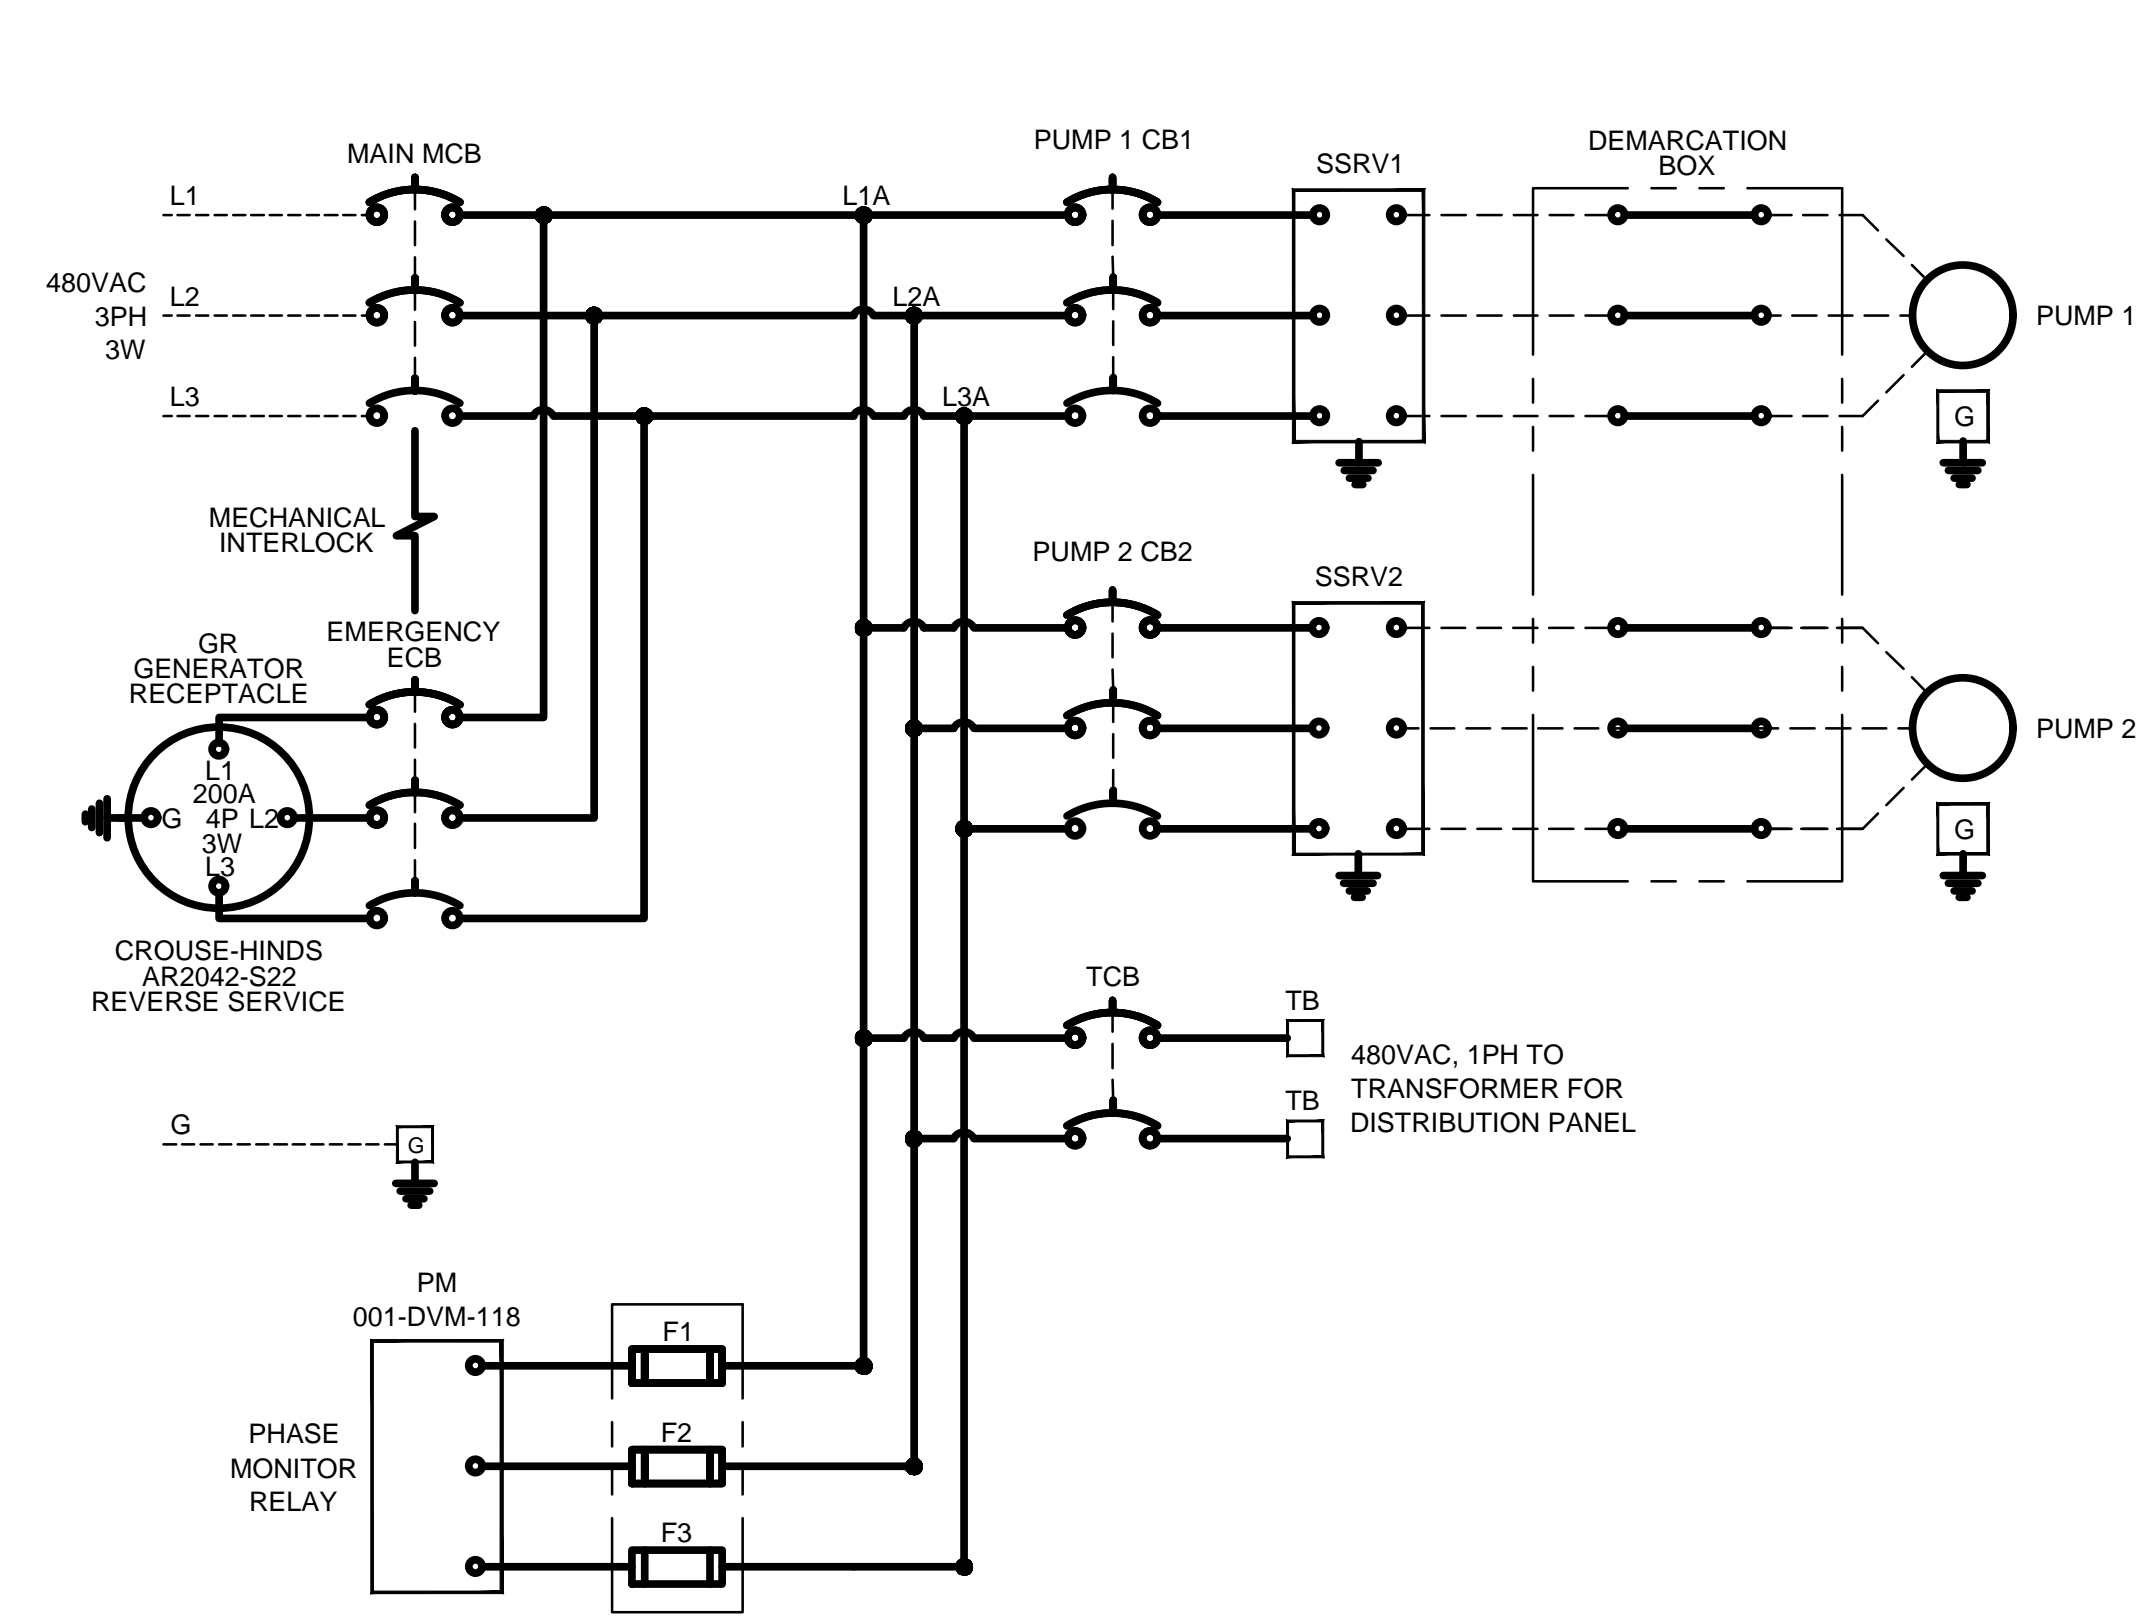 MAIN MCB
PUMP 1 CB1
SSRV1
DEMARCATION
BOX
L1
L1A
480VAC
3PH
3W
L2
L2A
PUMP 1
L3
L3A
G
MECHANICAL
INTERLOCK
PUMP 2 CB2
SSRV2
EMERGENCY
ECB
GR
GENERATOR
RECEPTACLE
L1
200A
G 4P L2
3W
L3
PUMP 2
G
CROUSE-HINDS
AR2042-S22
REVERSE SERVICE
TCB
TB
TB
480VAC, 1PH TO
TRANSFORMER FOR
DISTRIBUTION PANEL
G
G
PM
001-DVM-118
F1
PHASE
MONITOR
RELAY
F2
F3